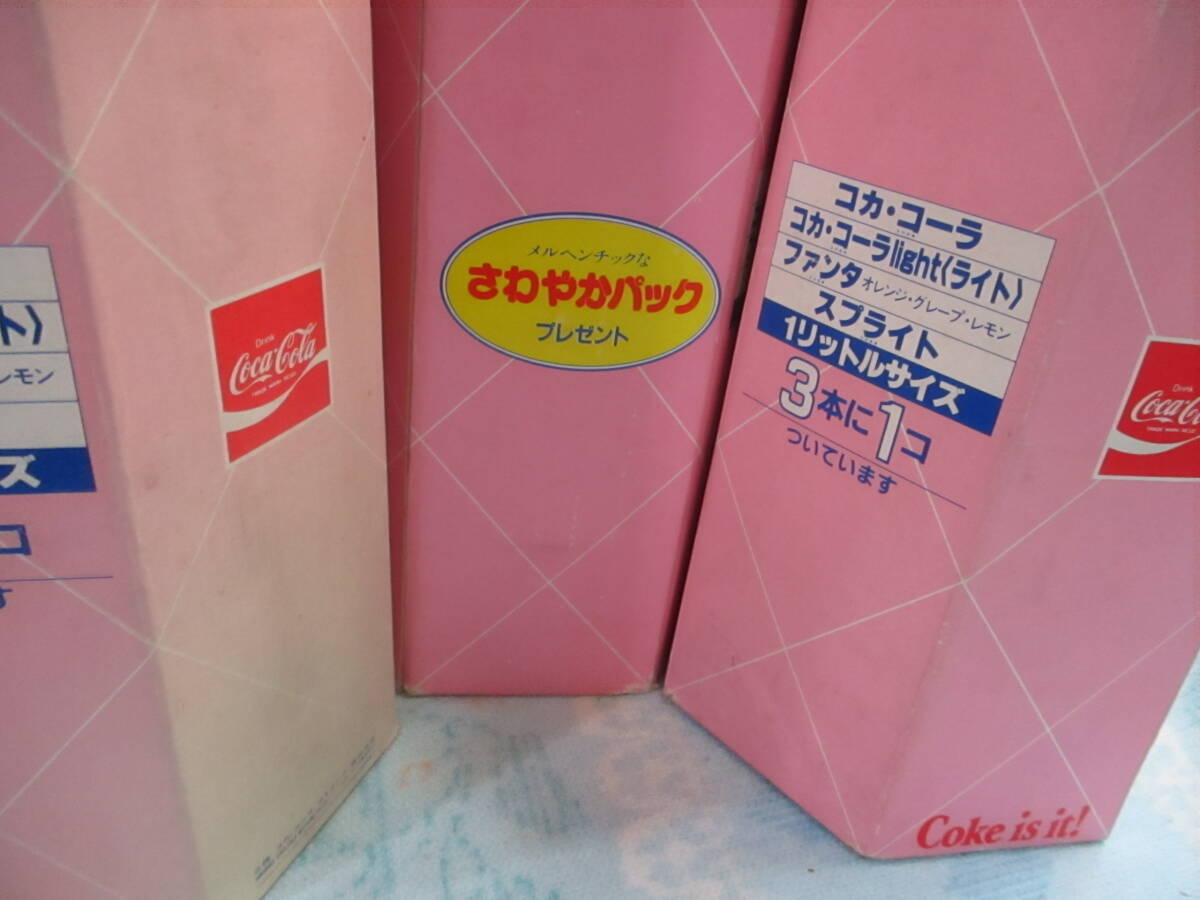 ト〉
レモン
ズ
コ
す
Drink
Coca-Cola
TRADE MARK REGD
メルヘンチックな
さわやかパック
プレゼント
コカ・コーラ
コカ・コーラlight〈ライト〉
ファンタ オレンジ・グレープ・レモン
スプライト
1リットルサイズ
3本に1コ
ついています
Drink
Coca-Co
Coke is it!